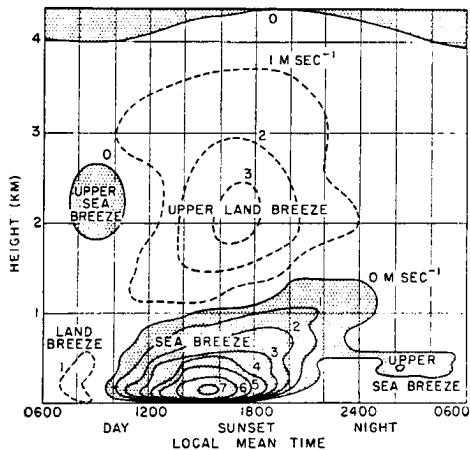 4
0
1 M SEC⁻¹
3
2
0
3
UPPER
SEA
BREEZE
UPPER LAND BREEZE
2
HEIGHT (KM)
0 M SEC⁻¹
1
LAND
BREEZE
2
SEA BREEZE
3
1
4
UPPER
5
7
6
SEA BREEZE
0
0600
1200
1800
2400
0600
DAY
SUNSET
NIGHT
LOCAL MEAN TIME